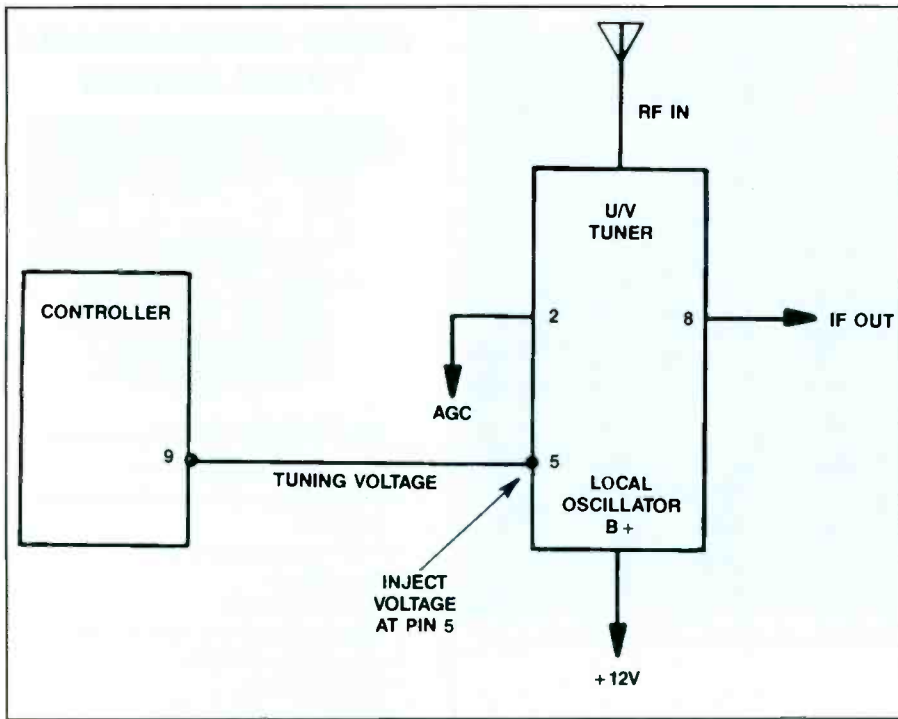 RF IN
U/V
TUNER
CONTROLLER
2
8
IF OUT
AGC
9
5
TUNING VOLTAGE
LOCAL
OSCILLATOR
B+
INJECT
VOLTAGE
AT PIN 5
+12V